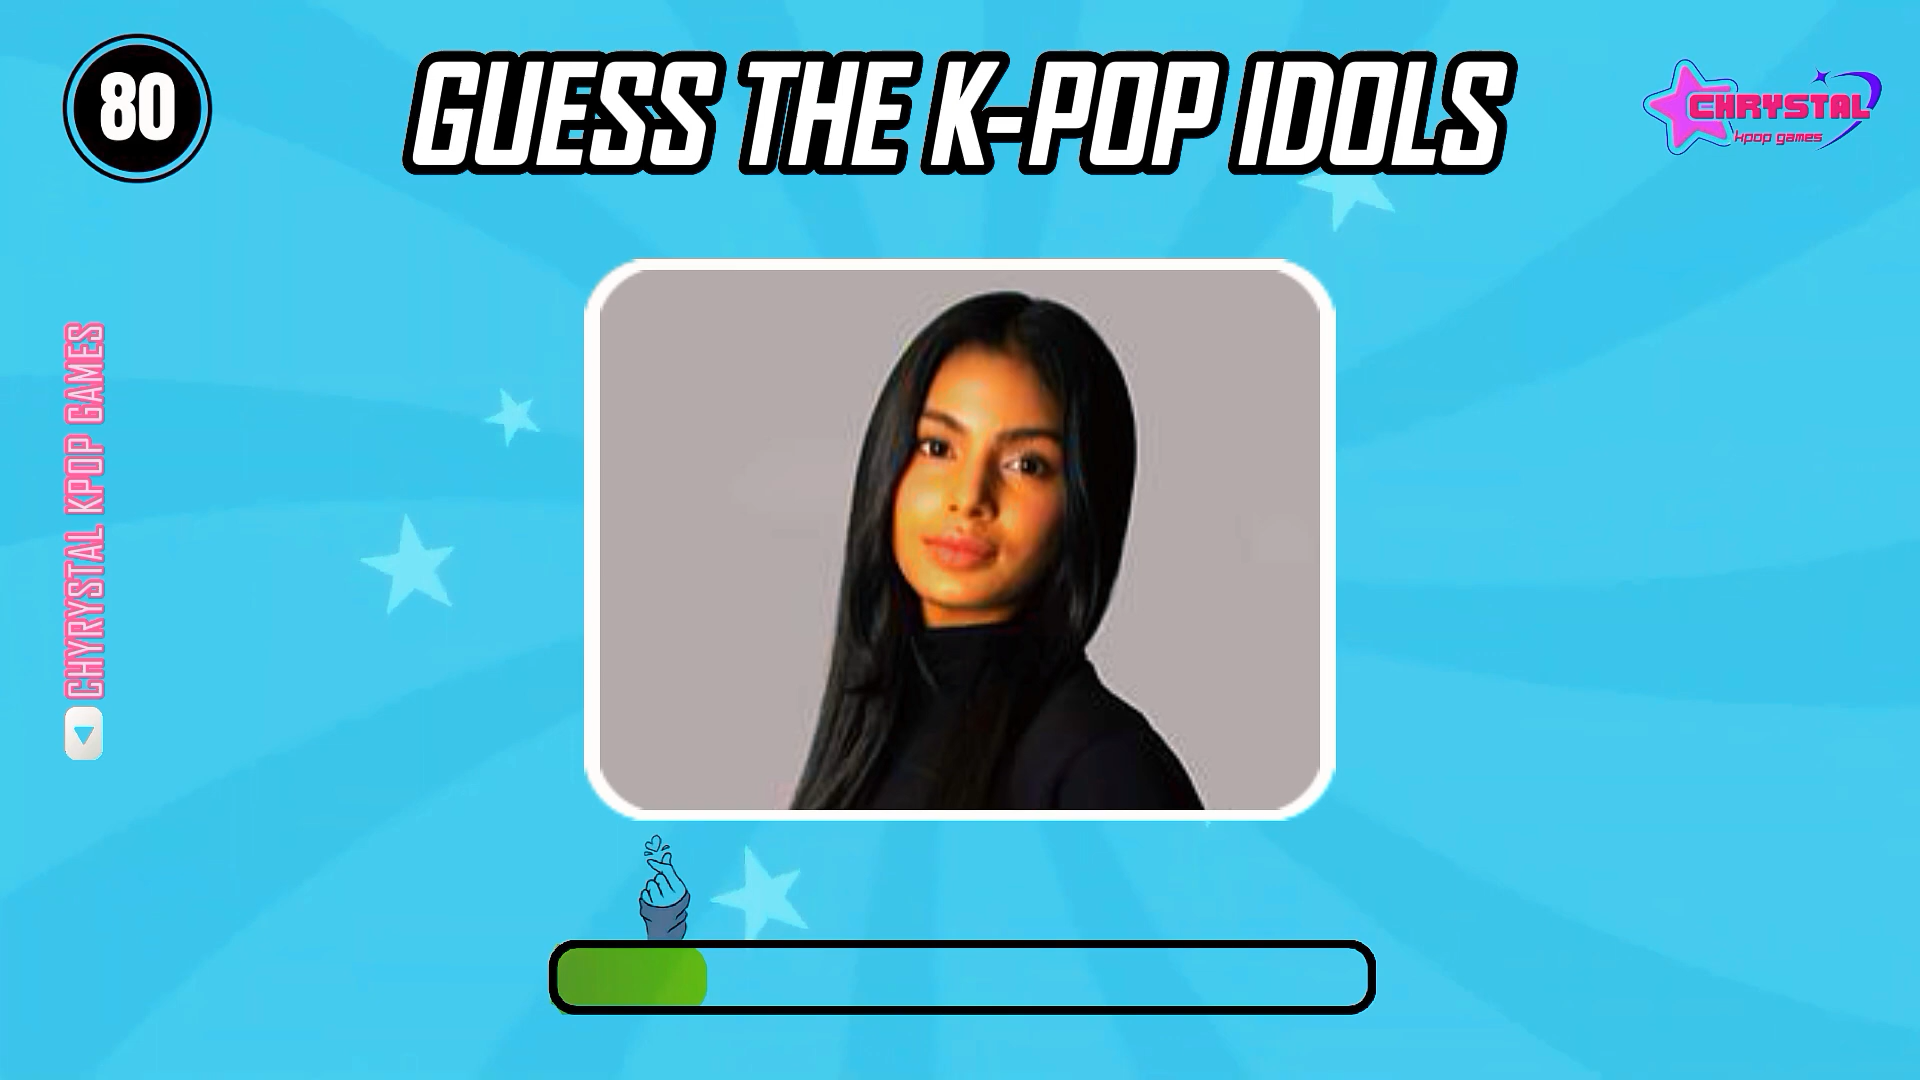 80
GUESS THE K-POP IDOLS
CHRYSTAL
kpop games
CHYRYSTAL KPOP GAMES